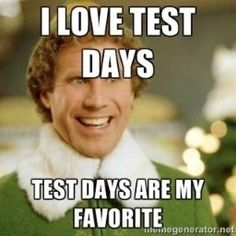 I LOVE TEST
DAYS
TEST DAYS ARE MY
FAVORITE
memegenerator.net